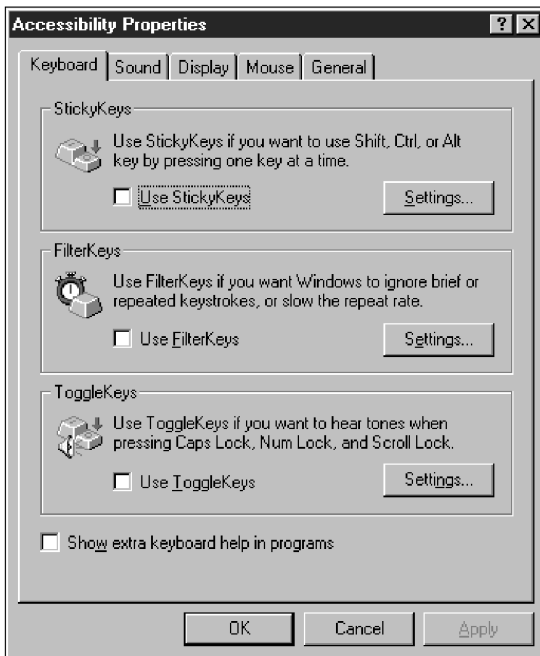 Accessibility Properties
Keyboard Sound Display Mouse General
StickyKeys
Use StickyKeys if you want to use Shift, Ctrl, or Alt
key by pressing one key at a time.
Use StickyKeys
Settings...
FilterKeys
Use FilterKeys if you want Windows to ignore brief or
repeated keystrokes, or slow the repeat rate.
Use FilterKeys
Settings...
ToggleKeys
Use ToggleKeys if you want to hear tones when
pressing Caps Lock, Num Lock, and Scroll Lock.
Use ToggleKeys
Settings...
Show extra keyboard help in programs
OK Cancel Apply